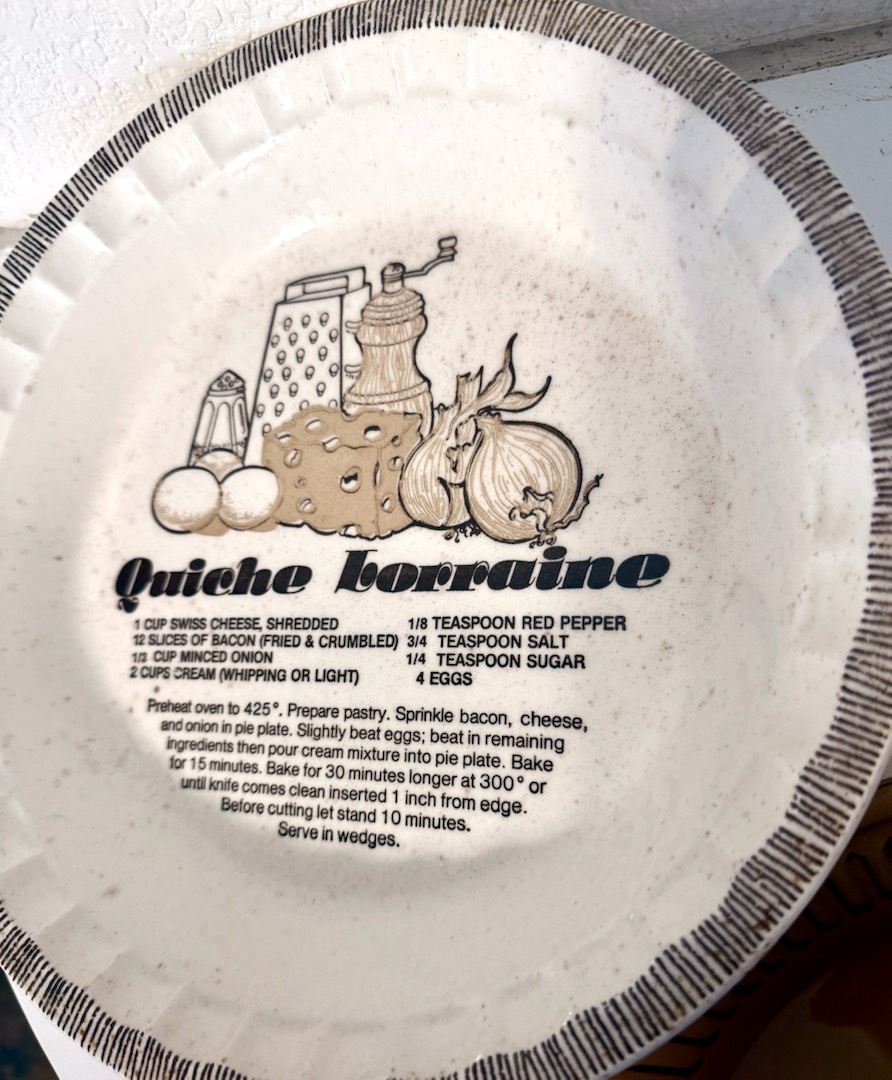 Quiche Lorraine
1 CUP SWISS CHEESE, SHREDDED
12 SLICES OF BACON (FRIED & CRUMBLED)
1/3 CUP MINCED ONION
2 CUPS CREAM (WHIPPING OR LIGHT)
1/8 TEASPOON RED PEPPER
3/4 TEASPOON SALT
1/4 TEASPOON SUGAR
4 EGGS
Preheat oven to 425°. Prepare pastry. Sprinkle bacon, cheese,
and onion in pie plate. Slightly beat eggs; beat in remaining
ingredients then pour cream mixture into pie plate. Bake
for 15 minutes. Bake for 30 minutes longer at 300° or
until knife comes clean inserted 1 inch from edge.
Before cutting let stand 10 minutes.
Serve in wedges.